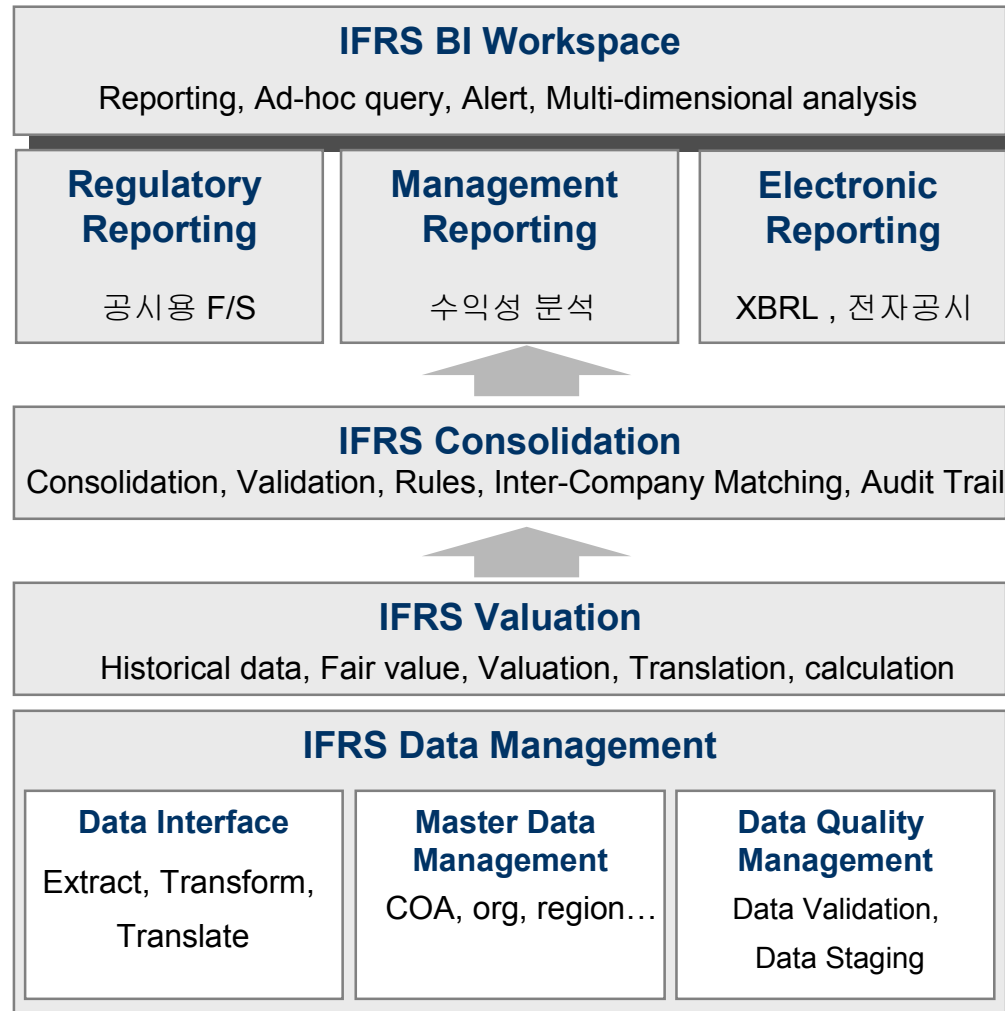 IFRS BI Workspace
Reporting, Ad-hoc query, Alert, Multi-dimensional analysis
Regulatory
Reporting
공시용 F/S
Management
Reporting
수익성 분석
Electronic
Reporting
XBRL , 전자공시
IFRS Consolidation
Consolidation, Validation, Rules, Inter-Company Matching, Audit Trail
IFRS Valuation
Historical data, Fair value, Valuation, Translation, calculation
IFRS Data Management
Data Interface
Extract, Transform,
Translate
Master Data
Management
COA, org, region…
Data Quality
Management
Data Validation,
Data Staging